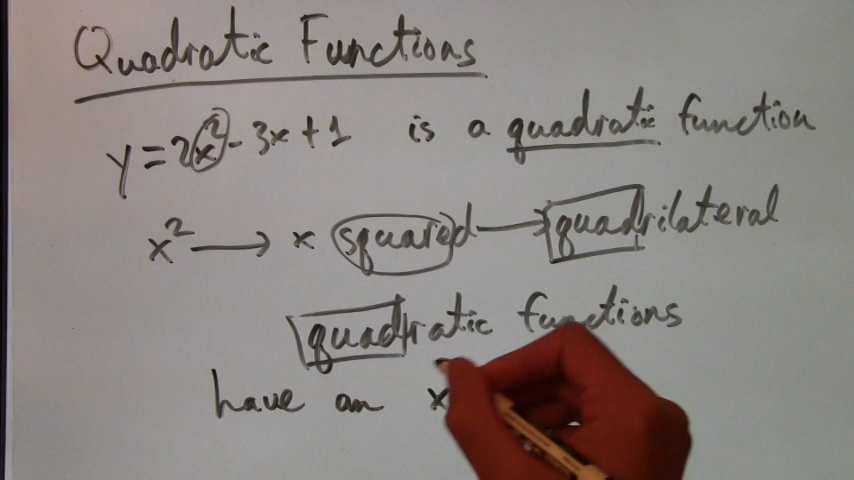 Quadratic Functions
y = 2x² - 3x + 1 is a quadratic function
x² → x squared → quadrilateral
quadratic functions
have an x